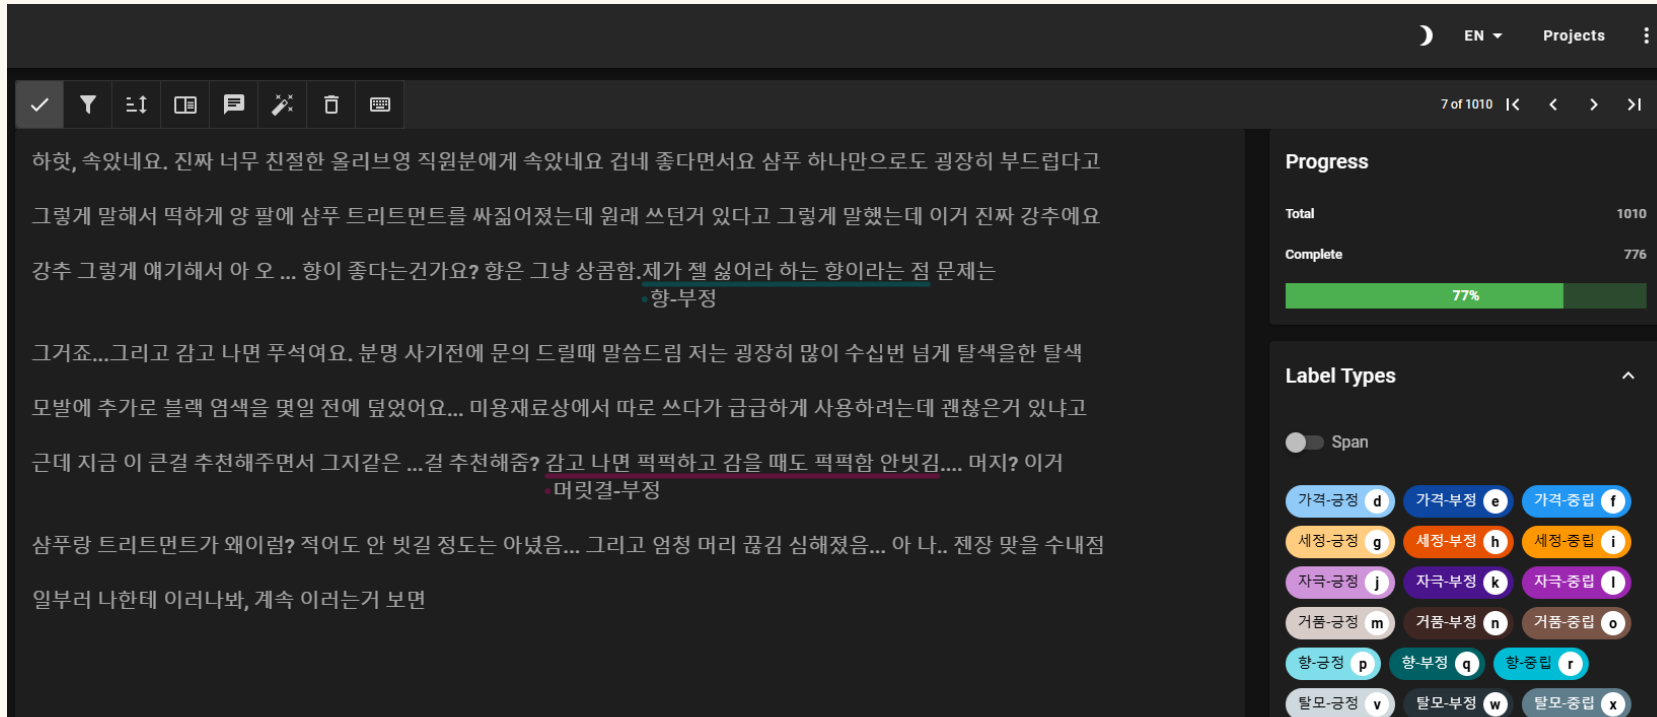 EN
Projects
7 of 1010
하핫, 속았네요. 진짜 너무 친절한 올리브영 직원분에게 속았네요 겁네 좋다면서요 샴푸 하나만으로도 굉장히 부드럽다고
그렇게 말해서 떡하게 양 팔에 샴푸 트리트먼트를 싸짊어졌는데 원래 쓰던거 있다고 그렇게 말했는데 이거 진짜 강추에요
강추 그렇게 얘기해서 아 오 ... 향이 좋다는건가요? 향은 그냥 상콤함.제가 젤 싫어라 하는 향이라는 점 문제는
•향-부정
그거죠...그리고 감고 나면 푸석여요. 분명 사기전에 문의 드릴때 말씀드림 저는 굉장히 많이 수십번 넘게 탈색을한 탈색
모발에 추가로 블랙 염색을 몇일 전에 덮었어요... 미용재료상에서 따로 쓰다가 급급하게 사용하려는데 괜찮은거 있냐고
근데 지금 이 큰걸 추천해주면서 그지같은 ...걸 추천해줌? 감고 나면 퍽퍽하고 감을 때도 퍽퍽함 안빗김.... 머지? 이거
•머릿결-부정
샴푸랑 트리트먼트가 왜이럼? 적어도 안 빗길 정도는 아녔음... 그리고 엄청 머리 끊김 심해졌음... 아 나.. 젠장 맞을 수내점
일부러 나한테 이러나봐, 계속 이러는거 보면
Progress
Total 1010
Complete 776
77%
Label Types
Span
가격-긍정 d 가격-부정 e 가격-중립 f
세정-긍정 g 세정-부정 h 세정-중립 i
자극-긍정 j 자극-부정 k 자극-중립 l
거품-긍정 m 거품-부정 n 거품-중립 o
향-긍정 p 향-부정 q 향-중립 r
탈모-긍정 v 탈모-부정 w 탈모-중립 x